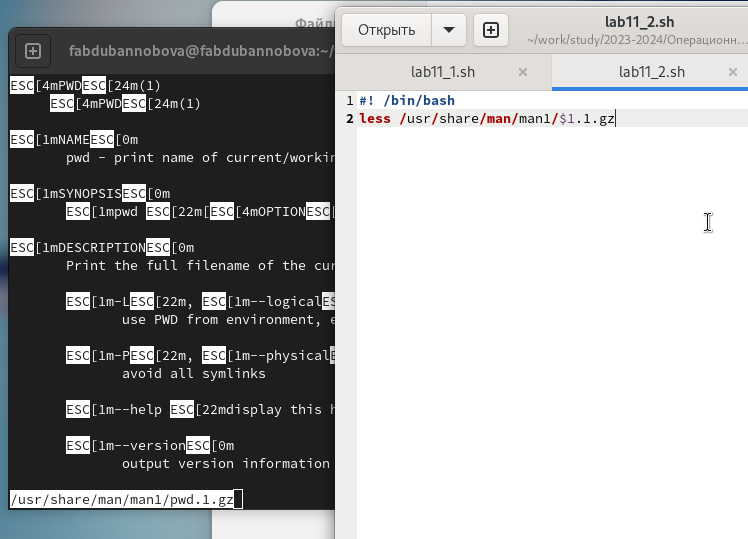 Файл
fabdubannobova@fabdubannobova:~/
ESC[4mPWDESC[24m(1)
ESC[4mPWDESC[24m(1)
ESC[1mNAMEESC[0m
pwd - print name of current/workin
ESC[1mSYNOPSISESC[0m
ESC[1mpwd ESC[22m[ESC[4mOPTIONESC[
ESC[1mDESCRIPTIONESC[0m
Print the full filename of the cur
ESC[1m-LESC[22m, ESC[1m--logicalES
use PWD from environment, e
ESC[1m-PESC[22m, ESC[1m--physicalE
avoid all symlinks
ESC[1m--help ESC[22mdisplay this h
ESC[1m--versionESC[0m
output version information
/usr/share/man/man1/pwd.1.gz
Открыть
lab11_2.sh
~/work/study/2023-2024/Операционн...
lab11_1.sh ×
lab11_2.sh ×
1 #! /bin/bash
2 less /usr/share/man/man1/$1.1.gz